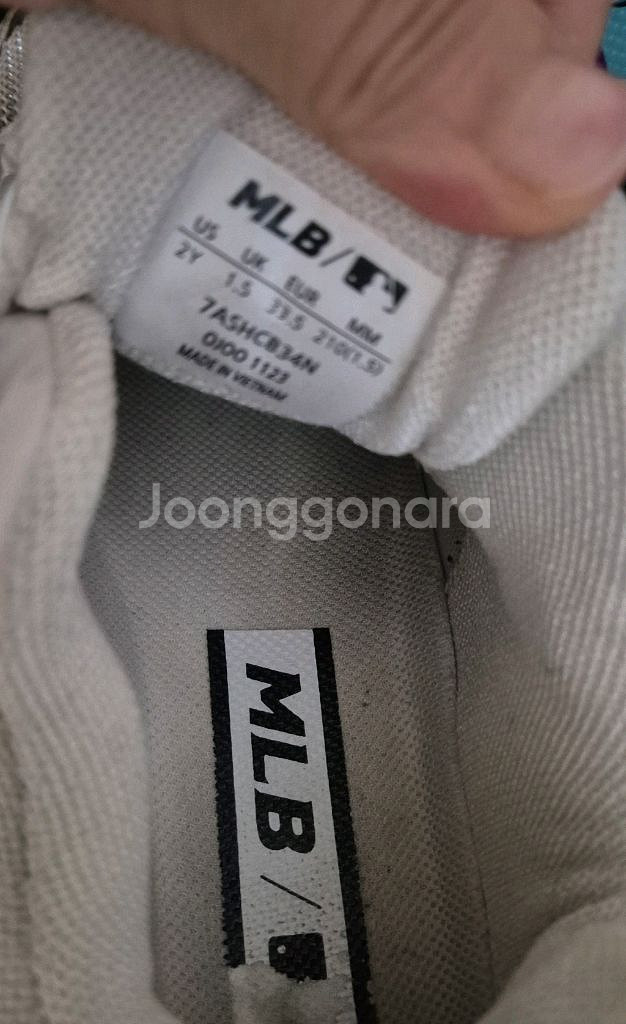 MLB/
US UK EUR MM
2Y 1.5 33.5 210(1.5)
7ASHCB34N
OJOO 1123
MADE IN VIETNAM
Joonggonara
MLB/